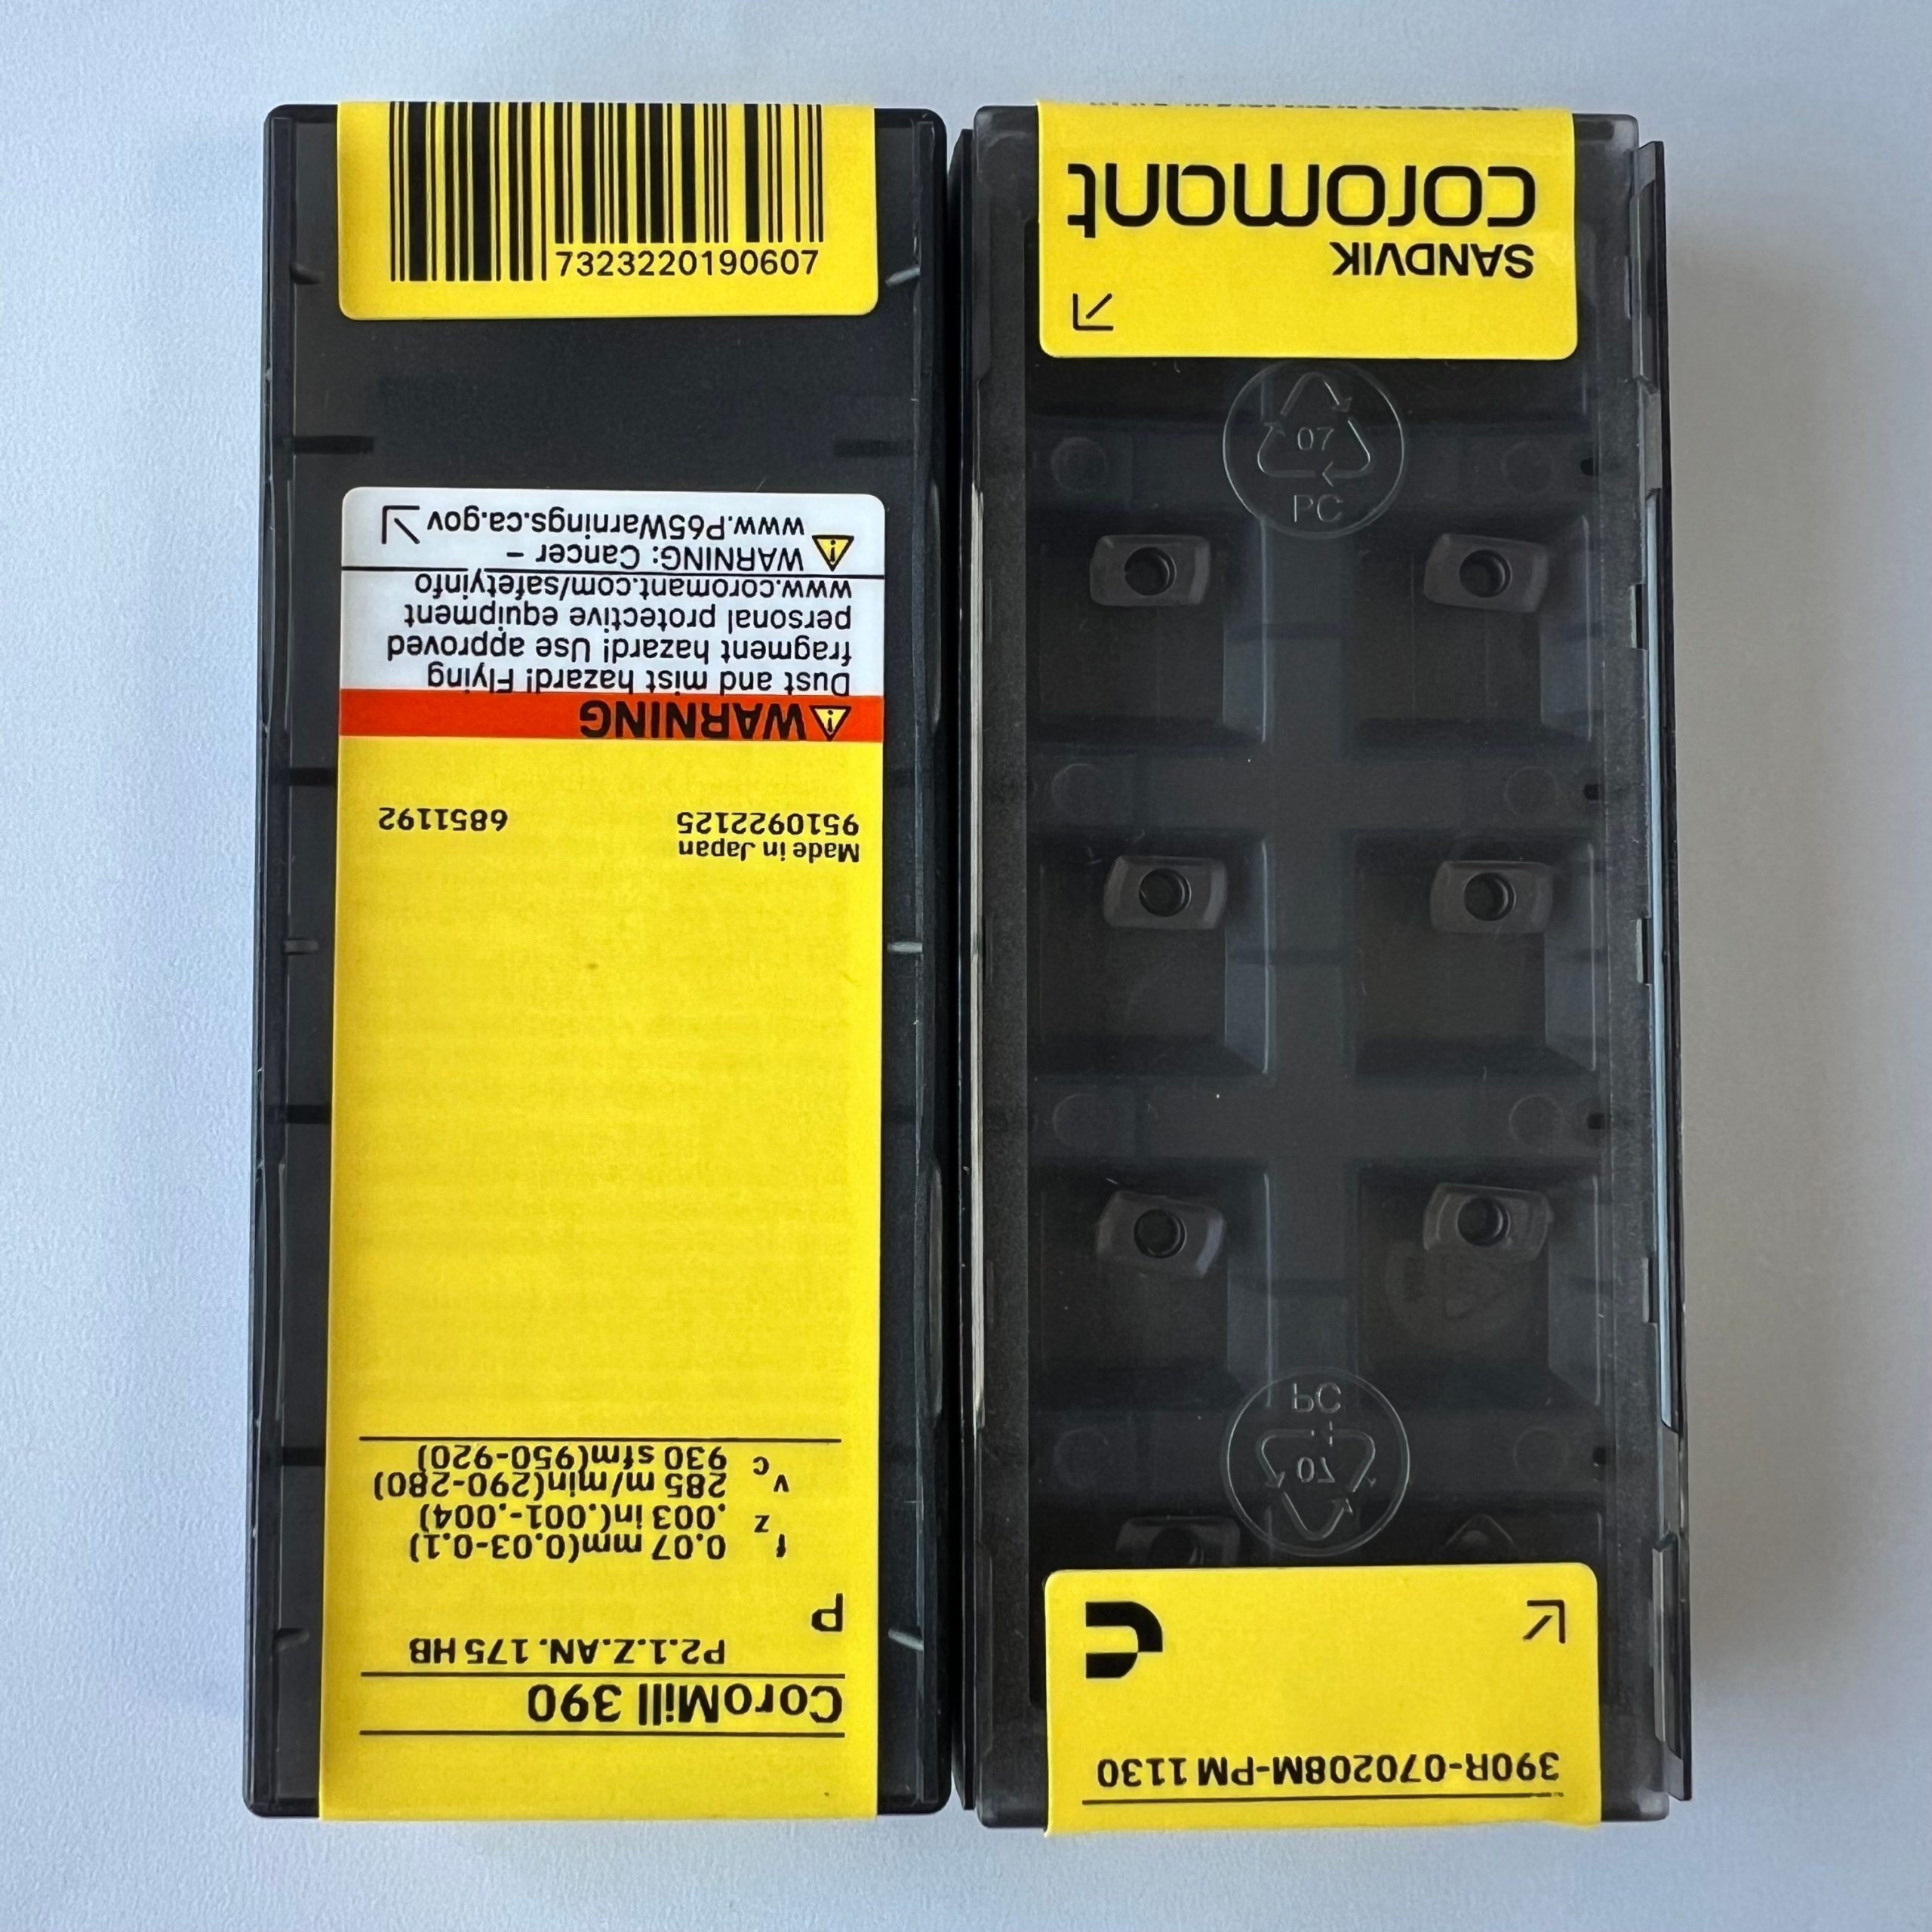 7323220190607
CoroMill 390
P2.1.Z.AN. 175 HB
P
f 0.07 mm(0.03-0.1)
z .003 in(.001-.004)
v 285 m/min(290-280)
c 930 sfm(950-920)
Made in Japan
9510922125 6851192
WARNING
Dust and mist hazard! Flying
fragment hazard! Use approved
personal protective equipment
www.coromant.com/safetyinfo
WARNING: Cancer –
www.P65Warnings.ca.gov
390R-070208M-PM 1130
07
PC
07
PC
SANDVIK
coromant